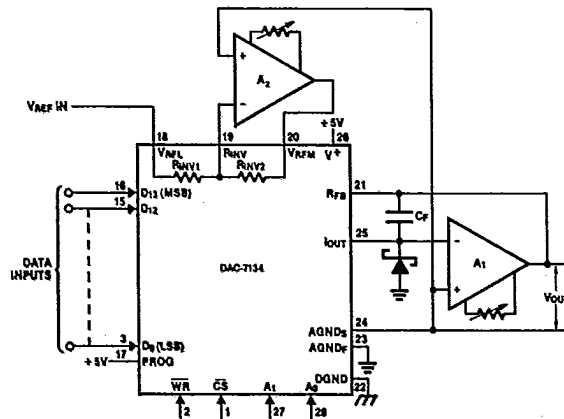 A2
+
−
VREF IN
+5V
18
19
20
26
VRFL
RINV
VRFM
V+
RINV1
RINV2
RFB
21
16
D13 (MSB)
15
D12
CF
IOUT
25
−
A1
+
DATA
INPUTS
DAC-7134
VOUT
AGNDS
24
23
AGNDF
3
D0 (LSB)
+5V
17
PROG
DGND
22
WR
CS
A1
A0
2
1
27
28